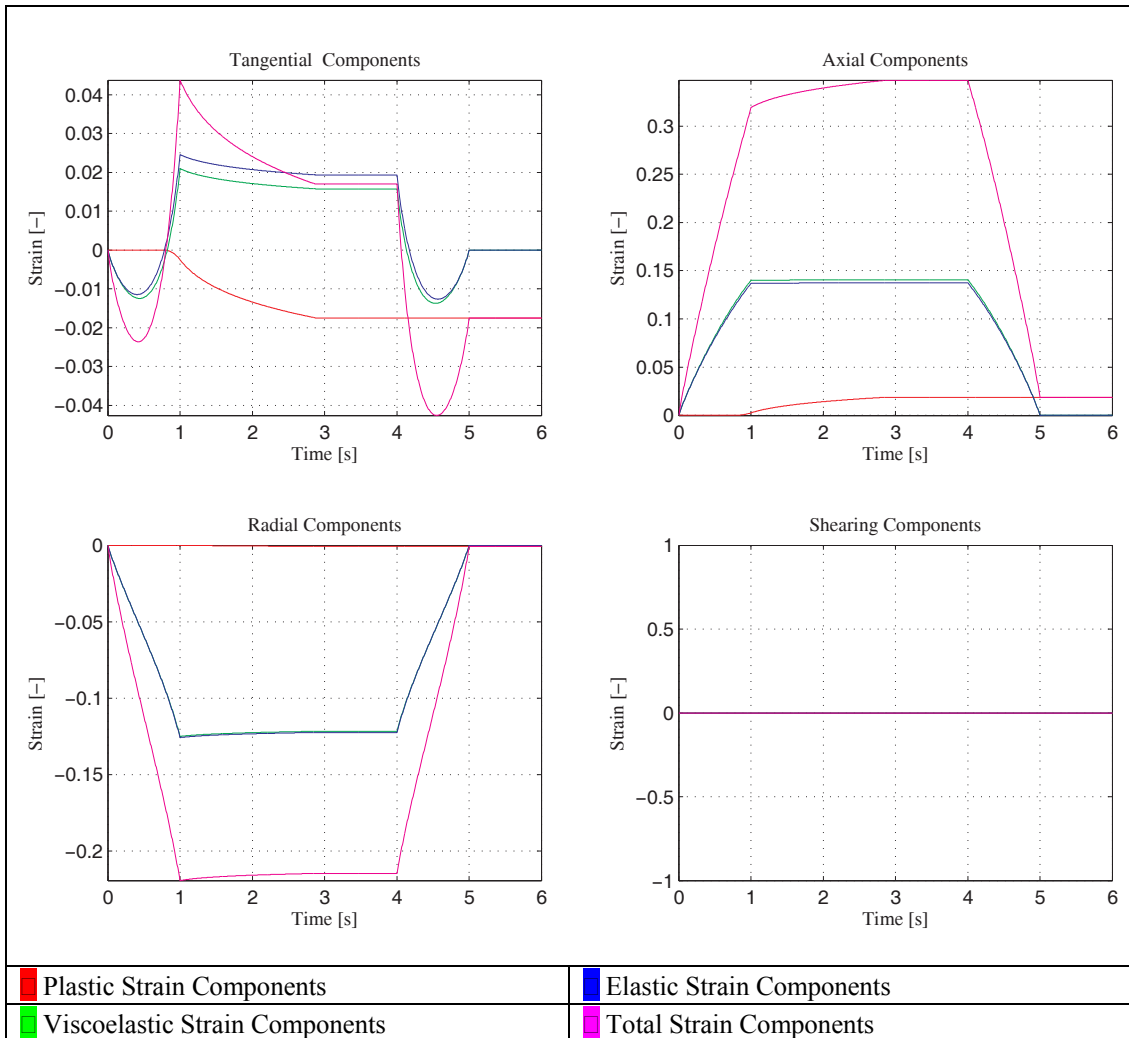 Tangential Components
Axial Components
0.04
0.03
0.02
0.01
0
−0.01
−0.02
−0.03
−0.04
Strain [−]
0 1 2 3 4 5 6
Time [s]
0.3
0.25
0.2
0.15
0.1
0.05
0
Strain [−]
0 1 2 3 4 5 6
Time [s]
Radial Components
Shearing Components
0
−0.05
−0.1
−0.15
−0.2
Strain [−]
0 1 2 3 4 5 6
Time [s]
1
0.5
0
−0.5
−1
Strain [−]
0 1 2 3 4 5 6
Time [s]
Plastic Strain Components
Elastic Strain Components
Viscoelastic Strain Components
Total Strain Components